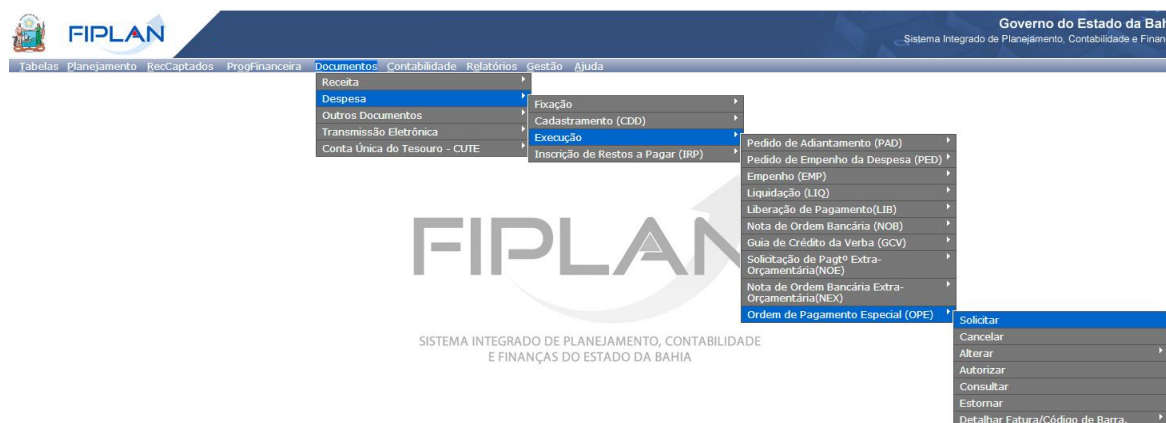 FIPLAN
Governo do Estado da Bah
Sistema Integrado de Planejamento, Contabilidade e Finan
Tabelas Planejamento RecCaptados ProgFinanceira Documentos Contabilidade Relatórios Gestão Ajuda
Receita
Despesa
Outros Documentos
Transmissão Eletrônica
Conta Única do Tesouro - CUTE
Fixação
Cadastramento (CDD)
Execução
Inscrição de Restos a Pagar (IRP)
Pedido de Adiantamento (PAD)
Pedido de Empenho da Despesa (PED)
Empenho (EMP)
Liquidação (LIQ)
Liberação de Pagamento(LIB)
Nota de Ordem Bancária (NOB)
Guia de Crédito da Verba (GCV)
Solicitação de Pagtº Extra-
Orçamentária(NOE)
Nota de Ordem Bancária Extra-
Orçamentária(NEX)
Ordem de Pagamento Especial (OPE)
Solicitar
Cancelar
Alterar
Autorizar
Consultar
Estornar
Detalhar Fatura/Código de Barra,
FIPLAN
SISTEMA INTEGRADO DE PLANEJAMENTO, CONTABILIDADE
E FINANÇAS DO ESTADO DA BAHIA